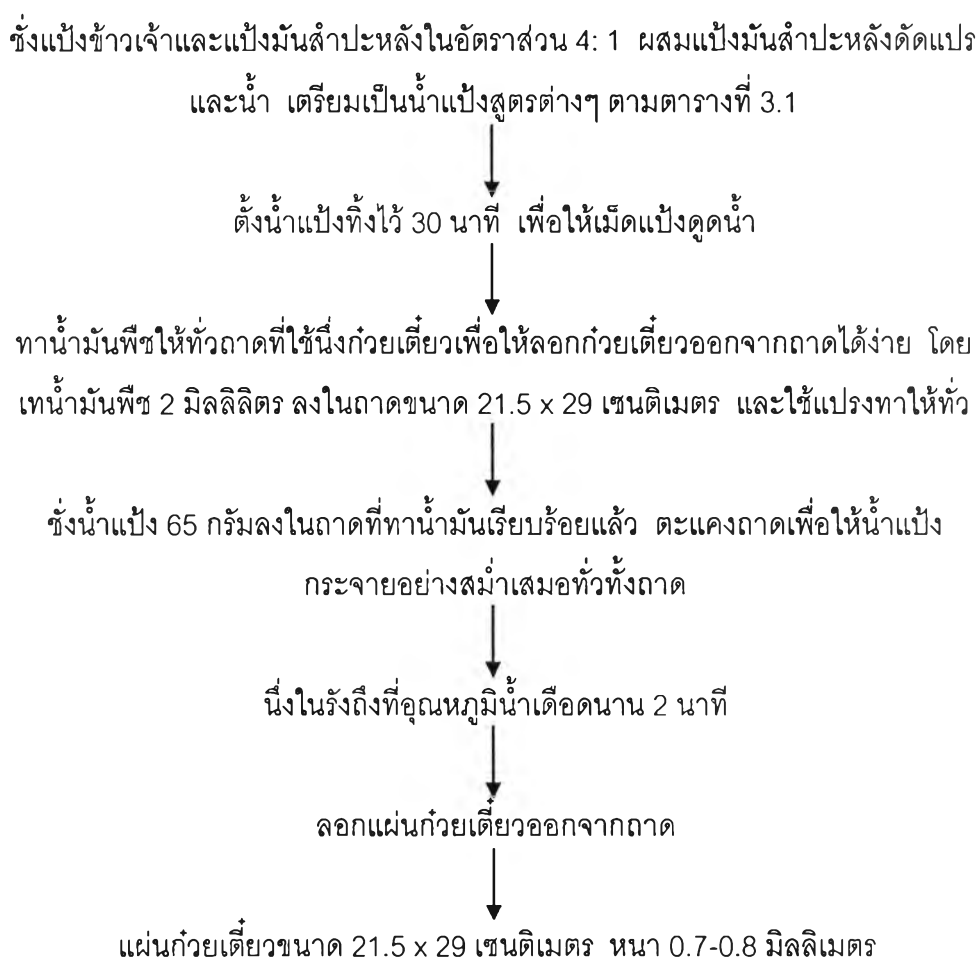 ชั่งแป้งข้าวเจ้าและแป้งมันสำปะหลังในอัตราส่วน 4: 1 ผสมแป้งมันสำปะหลังดัดแปร
และน้ำ เตรียมเป็นน้ำแป้งสูตรต่างๆ ตามตารางที่ 3.1
ตั้งน้ำแป้งทิ้งไว้ 30 นาที เพื่อให้เม็ดแป้งดูดน้ำ
ทาน้ำมันพืชให้ทั่วถาดที่ใช้นึ่งก๋วยเตี๋ยวเพื่อให้ลอกก๋วยเตี๋ยวออกจากถาดได้ง่าย โดย
เทน้ำมันพืช 2 มิลลิลิตร ลงในถาดขนาด 21.5 x 29 เซนติเมตร และใช้แปรงทาให้ทั่ว
ชั่งน้ำแป้ง 65 กรัมลงในถาดที่ทาน้ำมันเรียบร้อยแล้ว ตะแคงถาดเพื่อให้น้ำแป้ง
กระจายอย่างสม่ำเสมอทั่วทั้งถาด
นึ่งในรังถึงที่อุณหภูมิน้ำเดือดนาน 2 นาที
ลอกแผ่นก๋วยเตี๋ยวออกจากถาด
แผ่นก๋วยเตี๋ยวขนาด 21.5 x 29 เซนติเมตร หนา 0.7-0.8 มิลลิเมตร